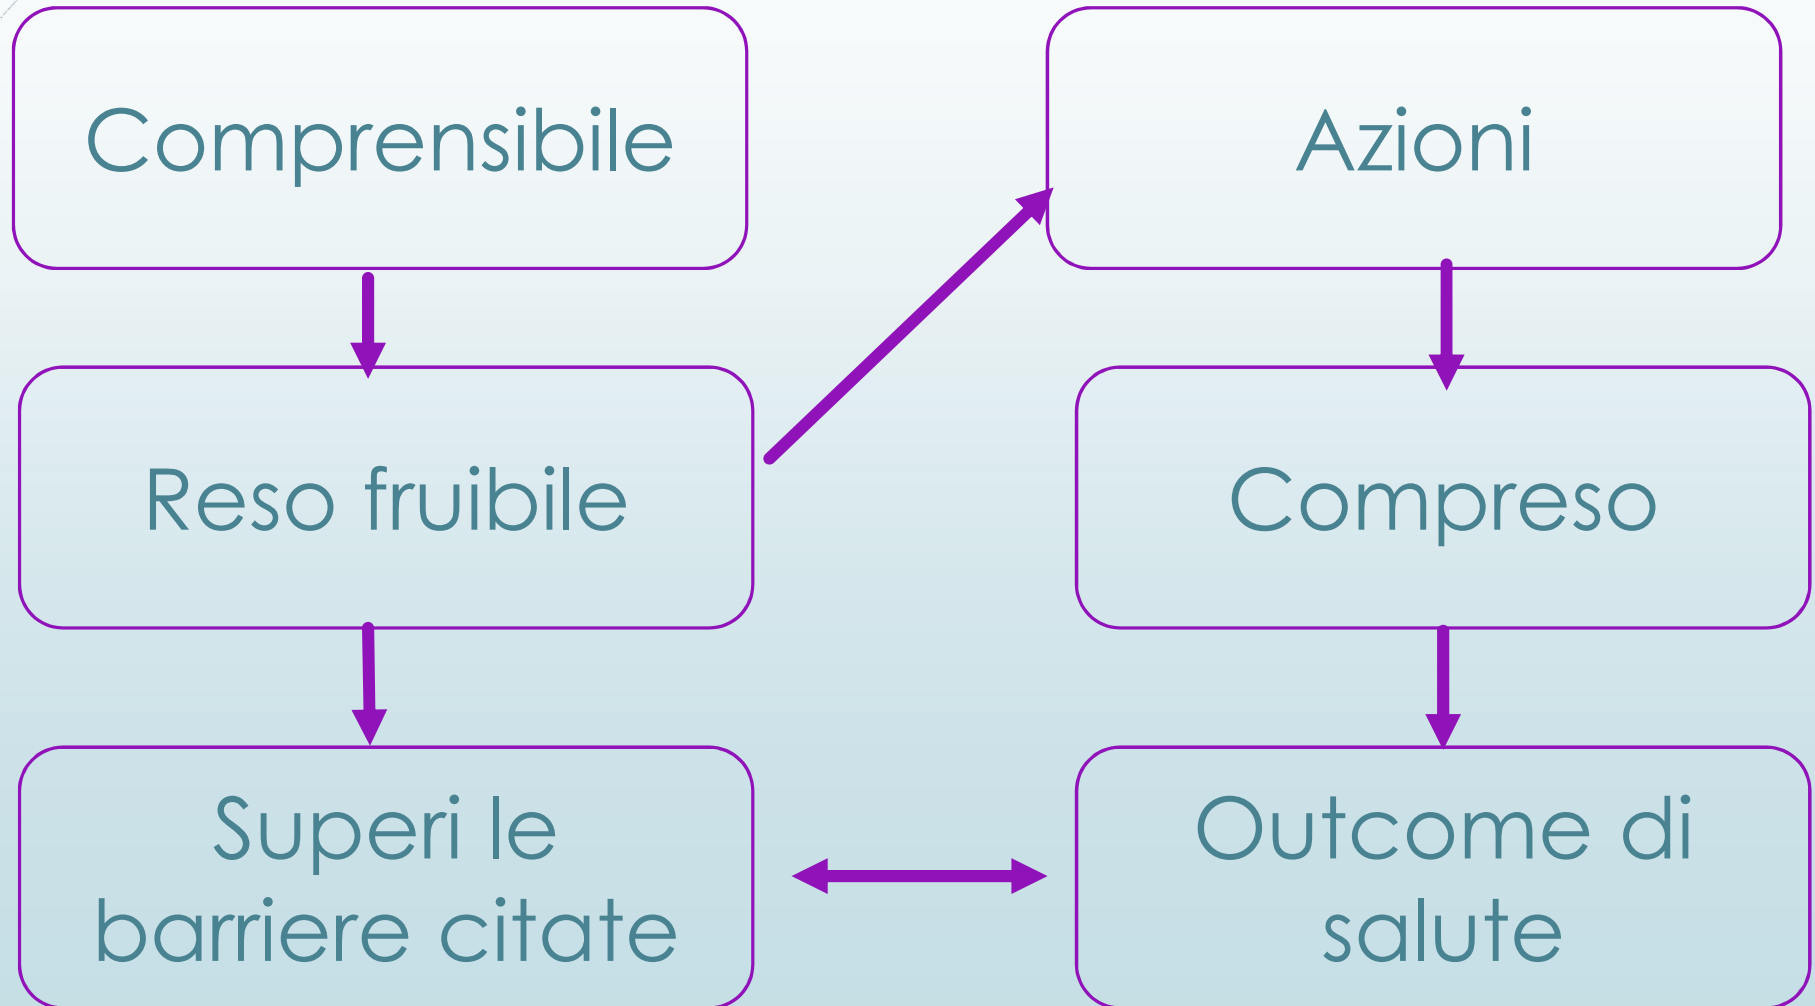 Comprensibile
Reso fruibile
Superi le
barriere citate
Azioni
Compreso
Outcome di
salute